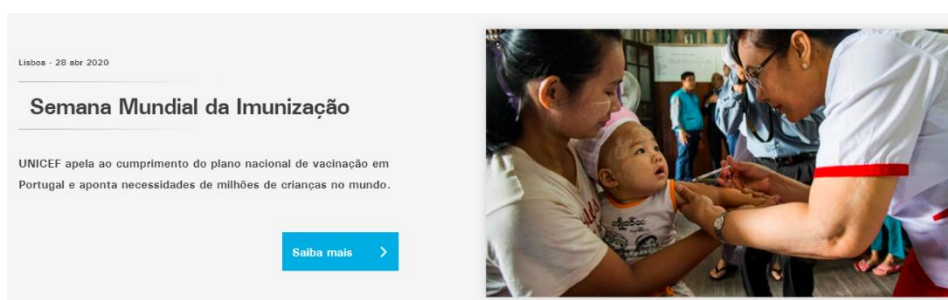 Lisboa - 28 abr 2020
Semana Mundial da Imunização
UNICEF apela ao cumprimento do plano nacional de vacinação em
Portugal e aponta necessidades de milhões de crianças no mundo.
Saiba mais